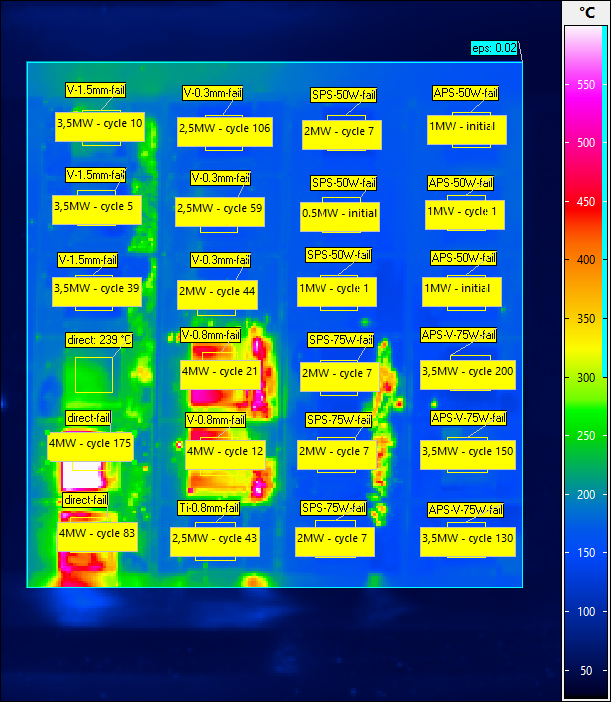 °C
eps: 0.02
V-1.5mm-fail
V-0.3mm-fail
SPS-50W-fail
APS-50W-fail
3,5MW - cycle 10
2,5MW - cycle 106
2MW - cycle 7
1MW - initial
V-1.5mm-fail
V-0.3mm-fail
SPS-50W-fail
APS-50W-fail
3,5MW - cycle 5
2,5MW - cycle 59
0.5MW - initial
1MW - cycle 1
V-1.5mm-fail
V-0.3mm-fail
SPS-50W-fail
APS-50W-fail
3,5MW - cycle 39
2MW - cycle 44
1MW - cycle 1
1MW - initial
direct: 239 °C
V-0.8mm-fail
SPS-75W-fail
APS-V-75W-fail
4MW - cycle 21
2MW - cycle 7
3,5MW - cycle 200
direct-fail
V-0.8mm-fail
SPS-75W-fail
APS-V-75W-fail
4MW - cycle 175
4MW - cycle 12
2MW - cycle 7
3,5MW - cycle 150
direct-fail
Ti-0.8mm-fail
SPS-75W-fail
APS-V-75W-fail
4MW - cycle 83
2,5MW - cycle 43
2MW - cycle 7
3,5MW - cycle 130
550
500
450
400
350
300
250
200
150
100
50